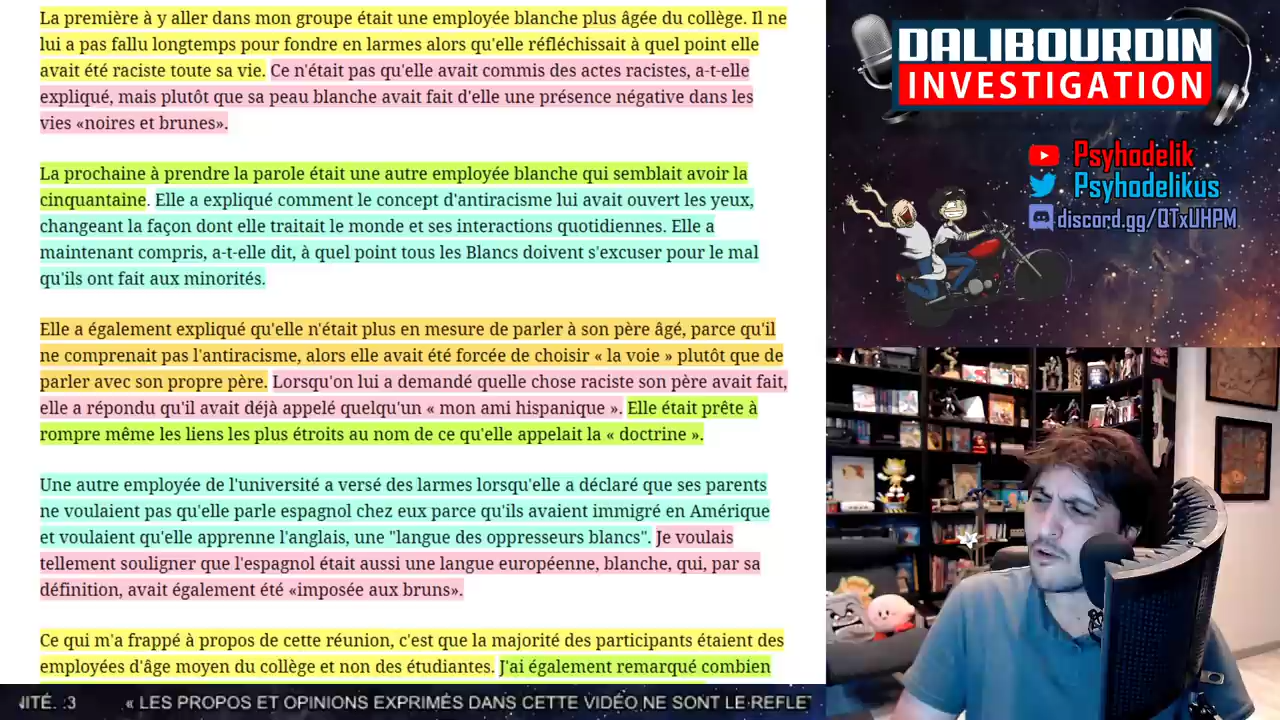 La première à y aller dans mon groupe était une employée blanche plus âgée du collège. Il ne
lui a pas fallu longtemps pour fondre en larmes alors qu'elle réfléchissait à quel point elle
avait été raciste toute sa vie. Ce n'était pas qu'elle avait commis des actes racistes, a-t-elle
expliqué, mais plutôt que sa peau blanche avait fait d'elle une présence négative dans les
vies «noires et brunes».
La prochaine à prendre la parole était une autre employée blanche qui semblait avoir la
cinquantaine. Elle a expliqué comment le concept d'antiracisme lui avait ouvert les yeux,
changeant la façon dont elle traitait le monde et ses interactions quotidiennes. Elle a
maintenant compris, a-t-elle dit, à quel point tous les Blancs doivent s'excuser pour le mal
qu'ils ont fait aux minorités.
Elle a également expliqué qu'elle n'était plus en mesure de parler à son père âgé, parce qu'il
ne comprenait pas l'antiracisme, alors elle avait été forcée de choisir « la voie » plutôt que de
parler avec son propre père. Lorsqu'on lui a demandé quelle chose raciste son père avait fait,
elle a répondu qu'il avait déjà appelé quelqu'un « mon ami hispanique ». Elle était prête à
rompre même les liens les plus étroits au nom de ce qu'elle appelait la « doctrine ».
Une autre employée de l'université a versé des larmes lorsqu'elle a déclaré que ses parents
ne voulaient pas qu'elle parle espagnol chez eux parce qu'ils avaient immigré en Amérique
et voulaient qu'elle apprenne l'anglais, une "langue des oppresseurs blancs". Je voulais
tellement souligner que l'espagnol était aussi une langue européenne, blanche, qui, par sa
définition, avait également été «imposée aux bruns».
Ce qui m'a frappé à propos de cette réunion, c'est que la majorité des participants étaient des
employées d'âge moyen du collège et non des étudiantes. J'ai également remarqué combien
NITÉ. :3 « LES PROPOS ET OPINIONS EXPRIMÉS DANS CETTE VIDÉO NE SONT LE REFLET
DALIBOURDIN
INVESTIGATION
Psyhodelik
Psyhodelikus
discord.gg/QTxUHPM